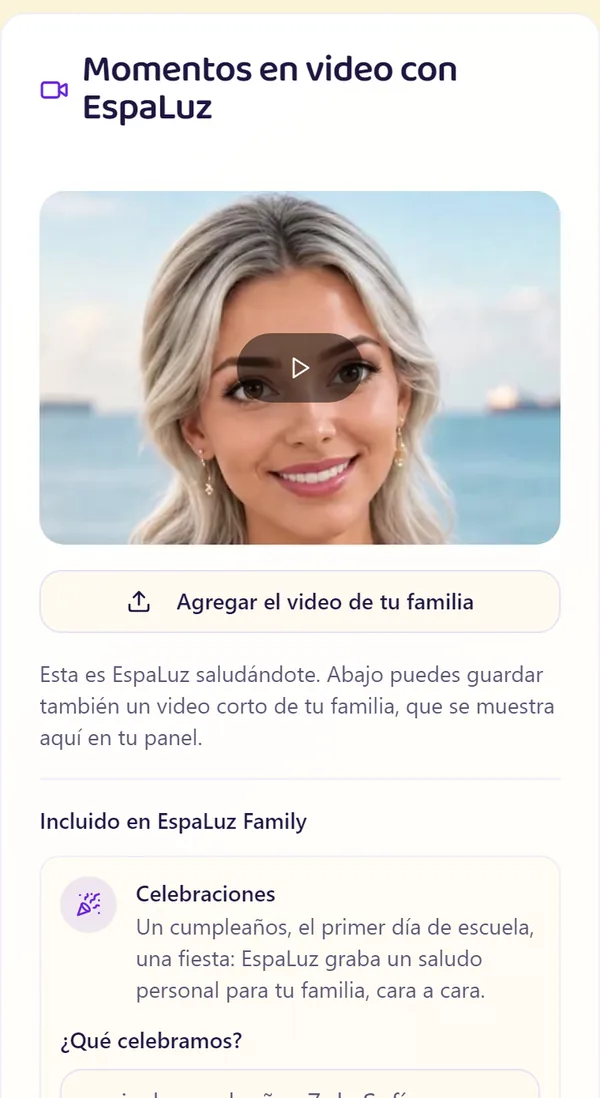 Momentos en video con
EspaLuz
Agregar el video de tu familia
Esta es EspaLuz saludándote. Abajo puedes guardar
también un video corto de tu familia, que se muestra
aquí en tu panel.
Incluido en EspaLuz Family
Celebraciones
Un cumpleaños, el primer día de escuela,
una fiesta: EspaLuz graba un saludo
personal para tu familia, cara a cara.
¿Qué celebramos?